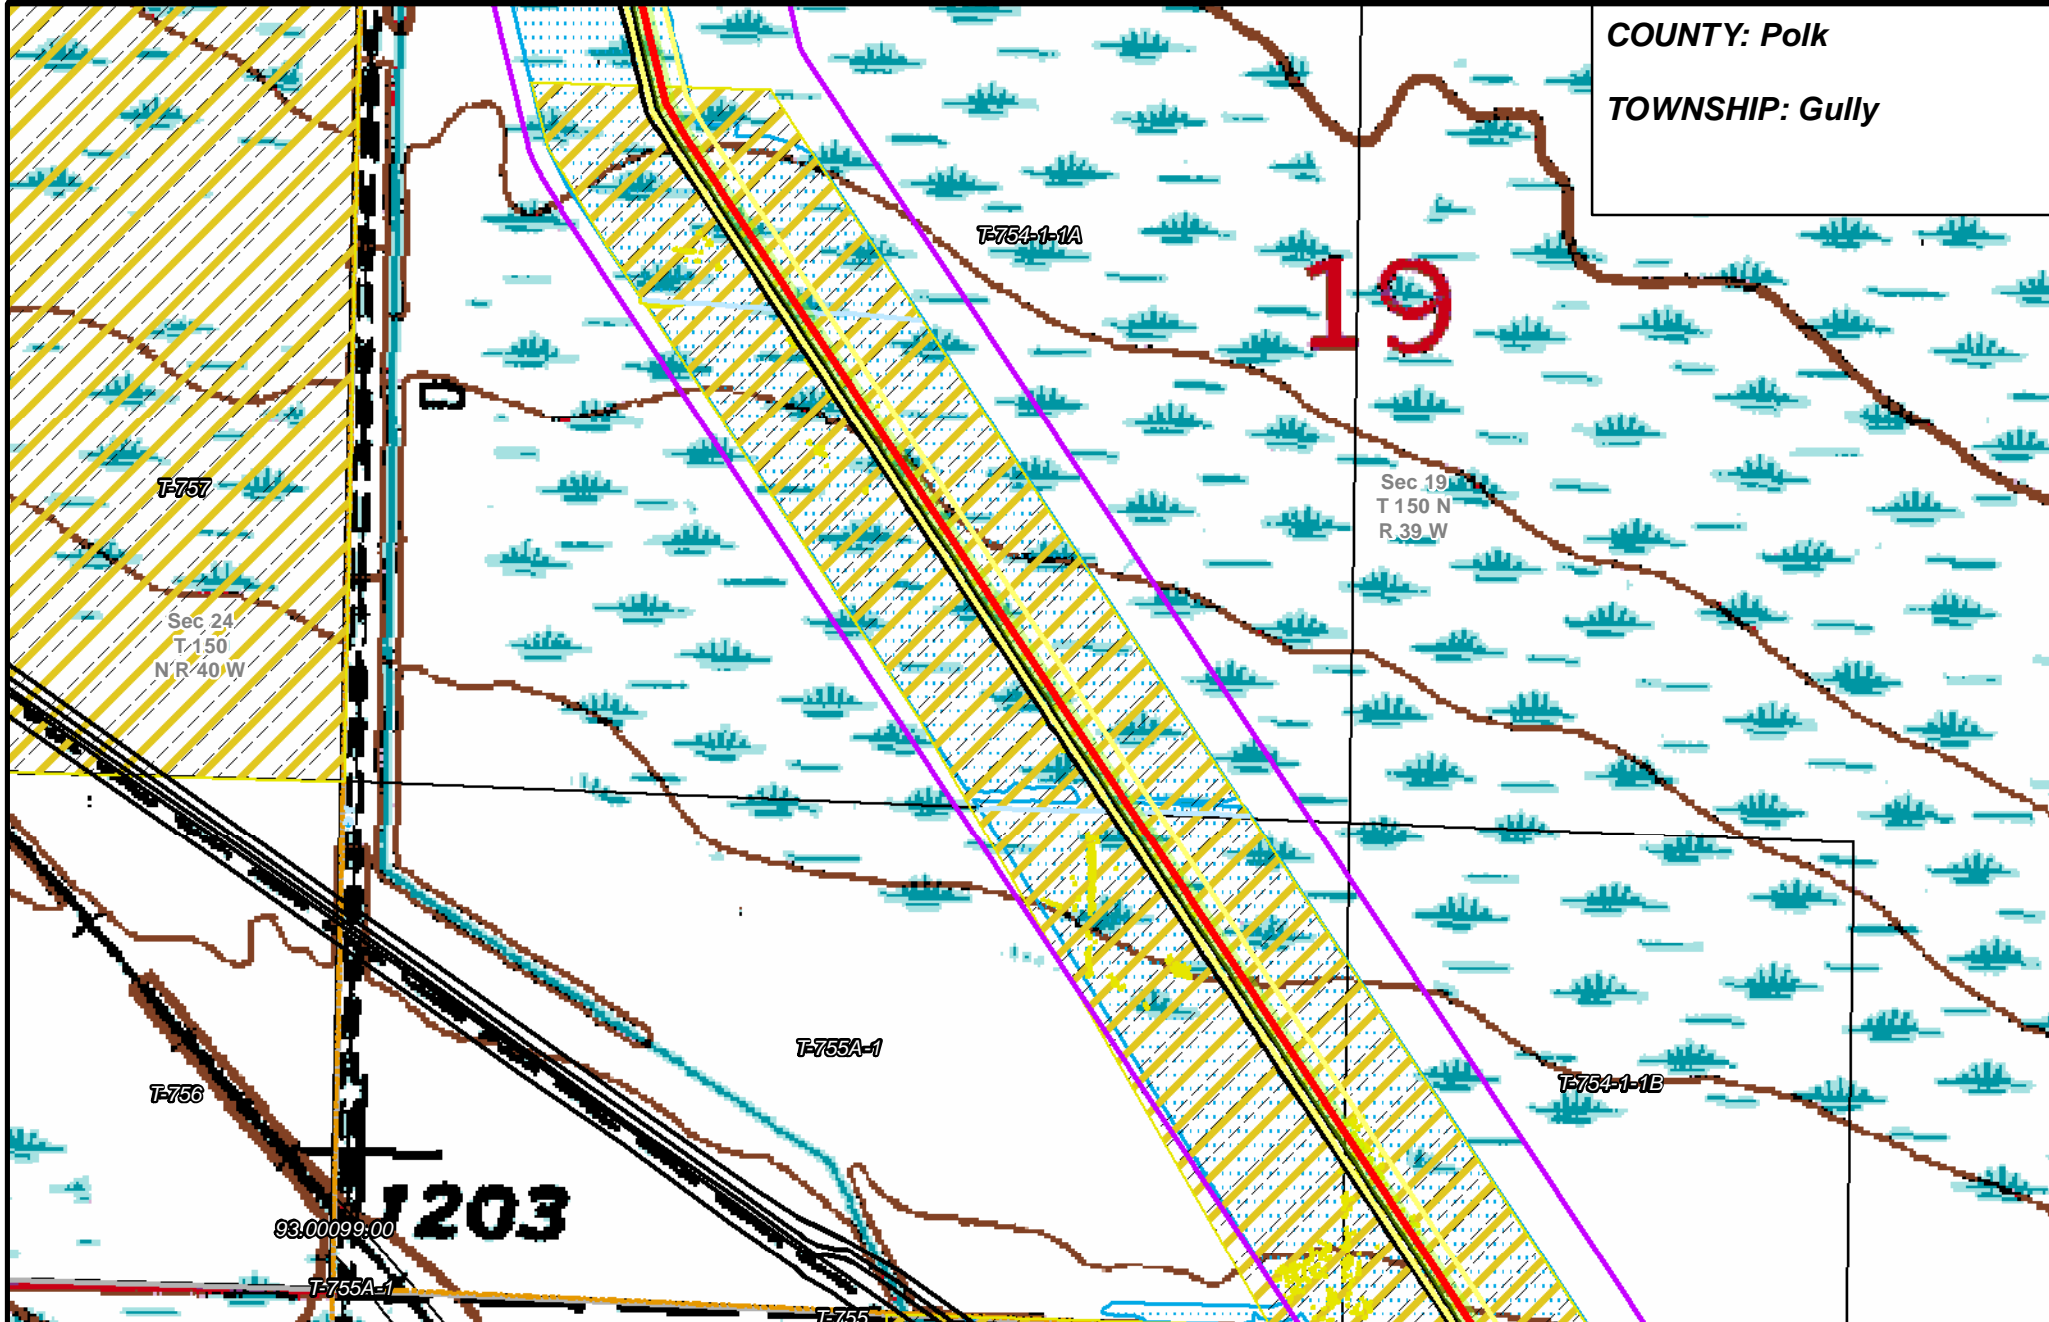 COUNTY: Polk
TOWNSHIP: Gully
T-754-1-1A
19
D
Sec 19
T 150 N
R 39 W
T-757
Sec 24
T 150
N R 40 W
T-755A-1
T-754-1-1B
T-756
1203
93.00099.00
T-755A-1
T-755